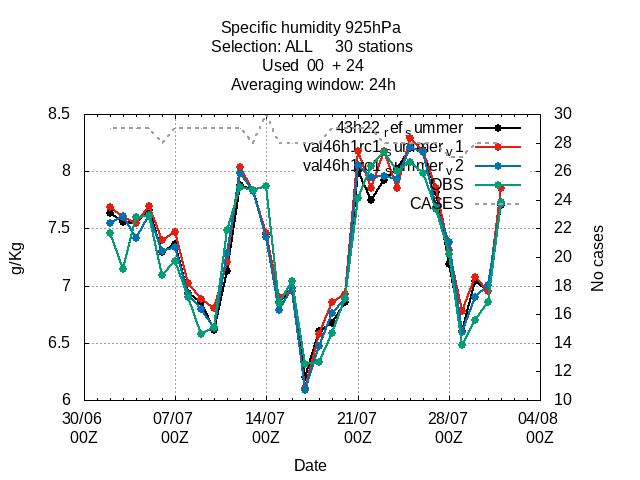 Specific humidity 925hPa
Selection: ALL 30 stations
Used 00 + 24
Averaging window: 24h
8.5
8
7.5
7
6.5
6
g/Kg
30
28
26
24
22
20
18
16
14
12
10
No cases
43h22_ref_summer
val46h1rc1_summer_v1
val46h1rc1_summer_v2
OBS
CASES
30/06 07/07 14/07 21/07 28/07 04/08
00Z 00Z 00Z 00Z 00Z 00Z
Date